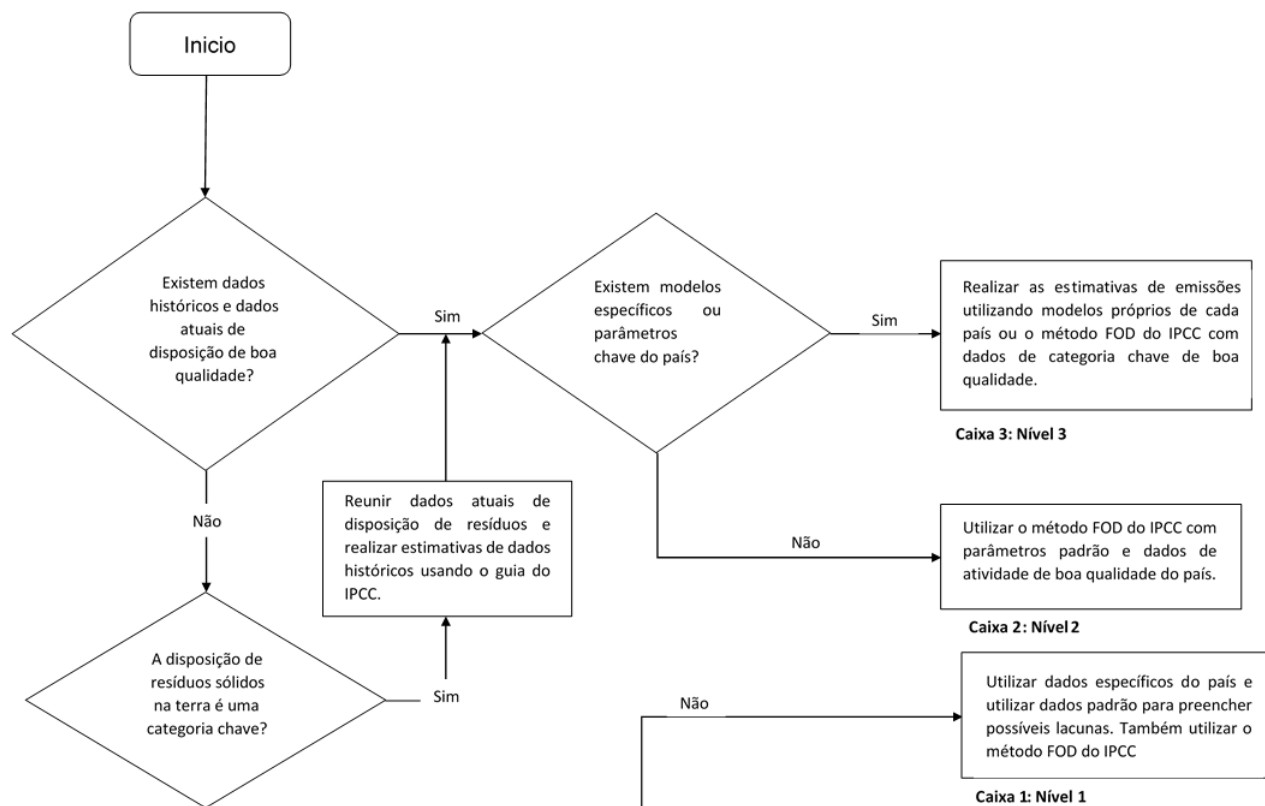 Inicio
Existem dados
históricos e dados
atuais de
disposição de boa
qualidade?
Sim
Existem modelos
específicos ou
parâmetros
chave do país?
Sim
Realizar as estimativas de emissões
utilizando modelos próprios de cada
país ou o método FOD do IPCC com
dados de categoria chave de boa
qualidade.
Caixa 3: Nível 3
Não
Reunir dados atuais de
disposição de resíduos e
realizar estimativas de dados
históricos usando o guia do
IPCC.
Não
Utilizar o método FOD do IPCC com
parâmetros padrão e dados de
atividade de boa qualidade do país.
Caixa 2: Nível 2
A disposição de
resíduos sólidos
na terra é uma
categoria chave?
Sim
Não
Utilizar dados específicos do país e
utilizar dados padrão para preencher
possíveis lacunas. Também utilizar o
método FOD do IPCC
Caixa 1: Nível 1